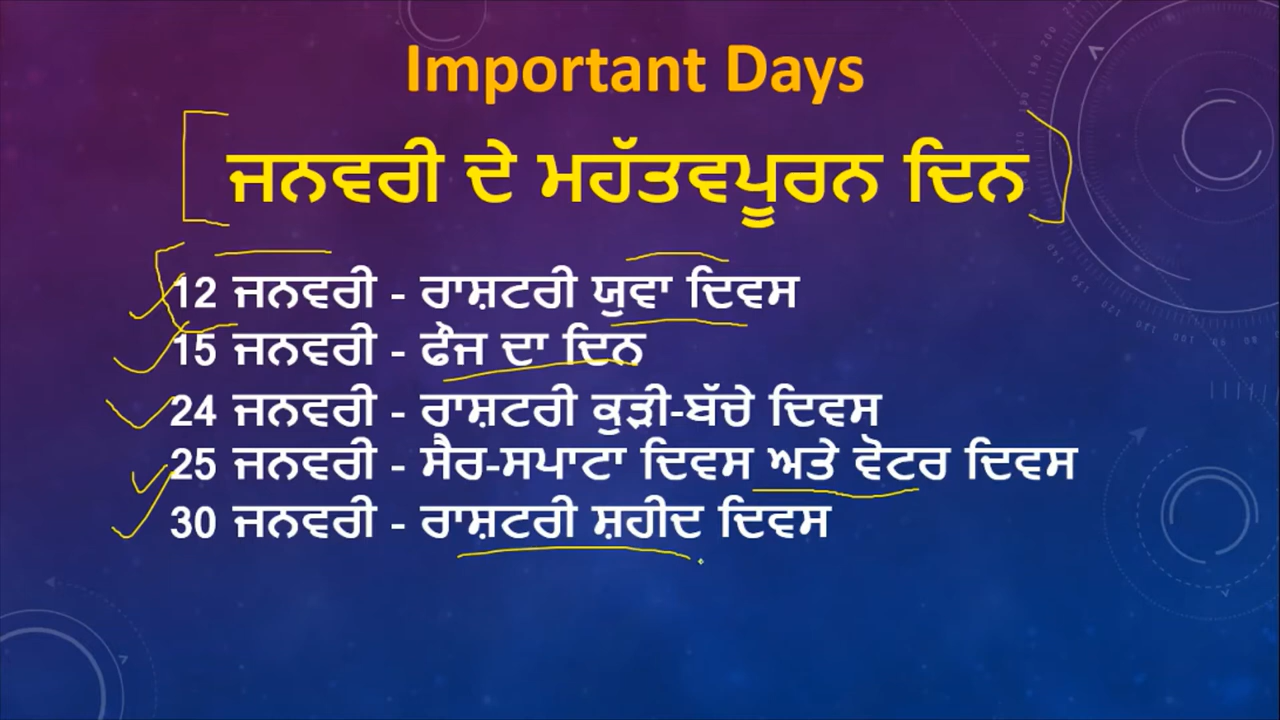 Important Days
ਜਨਵਰੀ ਦੇ ਮਹੱਤਵਪੂਰਨ ਦਿਨ
12 ਜਨਵਰੀ - ਰਾਸ਼ਟਰੀ ਯੁਵਾ ਦਿਵਸ
15 ਜਨਵਰੀ - ਫੌਜ ਦਾ ਦਿਨ
24 ਜਨਵਰੀ - ਰਾਸ਼ਟਰੀ ਕੁੜੀ-ਬੱਚੇ ਦਿਵਸ
25 ਜਨਵਰੀ - ਸੈਰ-ਸਪਾਟਾ ਦਿਵਸ ਅਤੇ ਵੋਟਰ ਦਿਵਸ
30 ਜਨਵਰੀ - ਰਾਸ਼ਟਰੀ ਸ਼ਹੀਦ ਦਿਵਸ